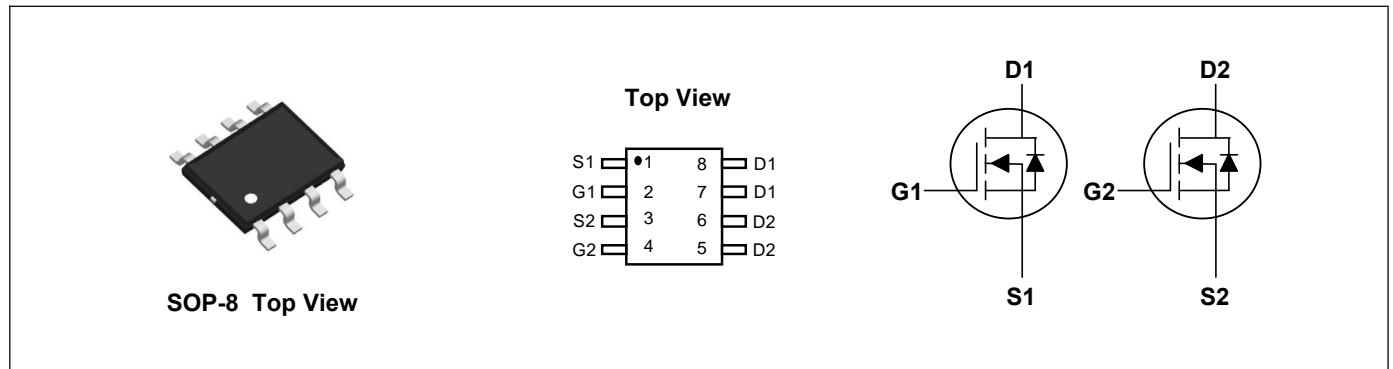 SOP-8 Top View
Top View
S1 1 8 D1
G1 2 7 D1
S2 3 6 D2
G2 4 5 D2
D1 D2
G1 G2
S1 S2